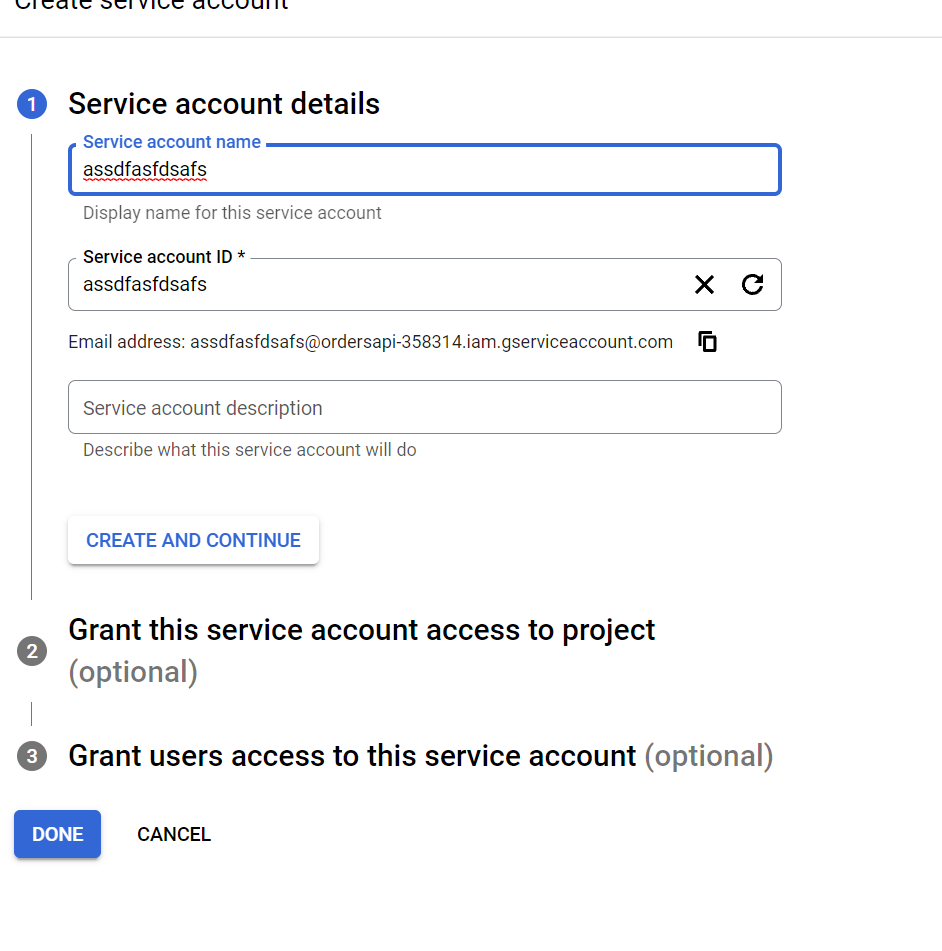 Create service account
1 Service account details
Service account name
assdfasfdsafs
Display name for this service account
Service account ID *
assdfasfdsafs
Email address: assdfasfdsafs@ordersapi-358314.iam.gserviceaccount.com
Service account description
Describe what this service account will do
CREATE AND CONTINUE
2 Grant this service account access to project
(optional)
3 Grant users access to this service account (optional)
DONE CANCEL